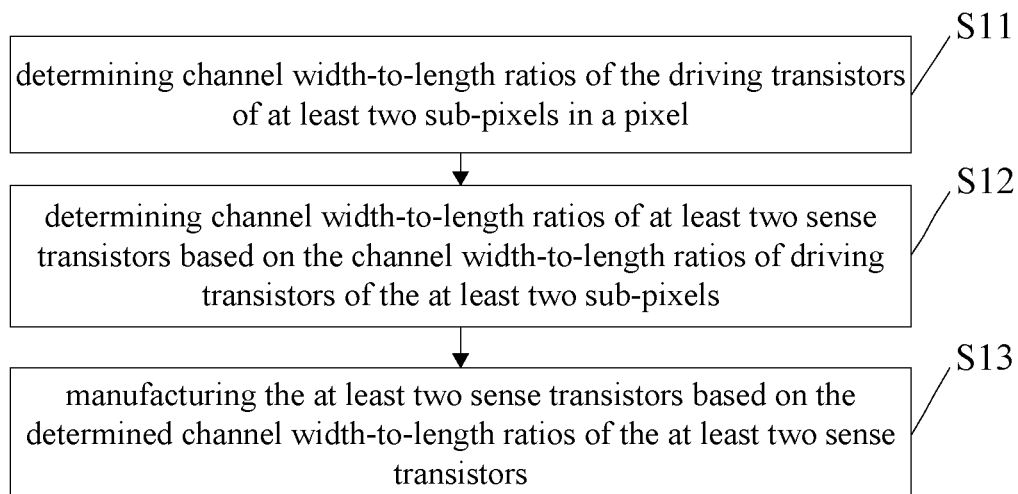 S11
determining channel width-to-length ratios of the driving transistors
of at least two sub-pixels in a pixel
S12
determining channel width-to-length ratios of at least two sense
transistors based on the channel width-to-length ratios of driving
transistors of the at least two sub-pixels
S13
manufacturing the at least two sense transistors based on the
determined channel width-to-length ratios of the at least two sense
transistors